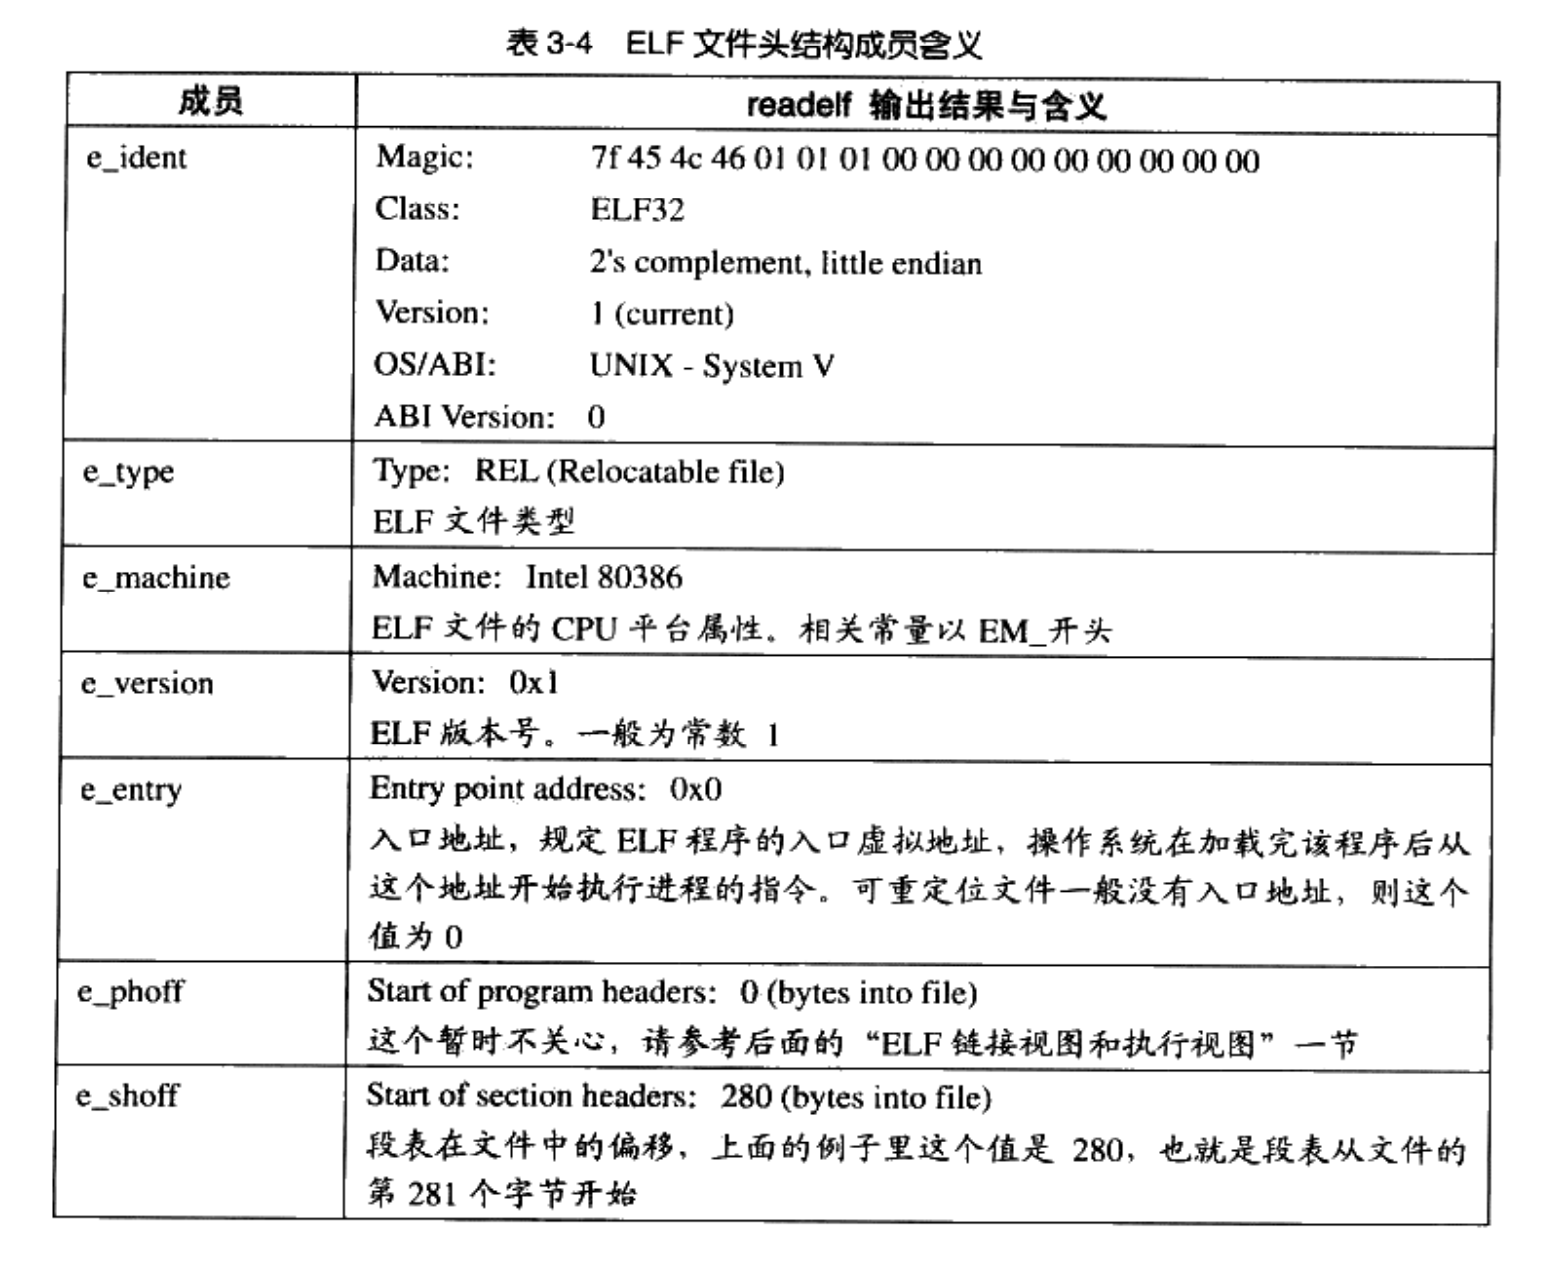 表 3-4 ELF 文件头结构成员含义
成员 readelf 输出结果与含义
e_ident Magic: 7f 45 4c 46 01 01 01 00 00 00 00 00 00 00 00 00
Class: ELF32
Data: 2's complement, little endian
Version: 1 (current)
OS/ABI: UNIX - System V
ABI Version: 0
e_type Type: REL (Relocatable file)
ELF 文件类型
e_machine Machine: Intel 80386
ELF 文件的 CPU 平台属性。相关常量以 EM_开头
e_version Version: 0x1
ELF 版本号。一般为常数 1
e_entry Entry point address: 0x0
入口地址，规定 ELF 程序的入口虚拟地址，操作系统在加载完该程序后从
这个地址开始执行进程的指令。可重定位文件一般没有入口地址，则这个
值为 0
e_phoff Start of program headers: 0 (bytes into file)
这个暂时不关心，请参考后面的“ELF 链接视图和执行视图”一节
e_shoff Start of section headers: 280 (bytes into file)
段表在文件中的偏移，上面的例子里这个值是 280，也就是段表从文件的
第 281 个字节开始